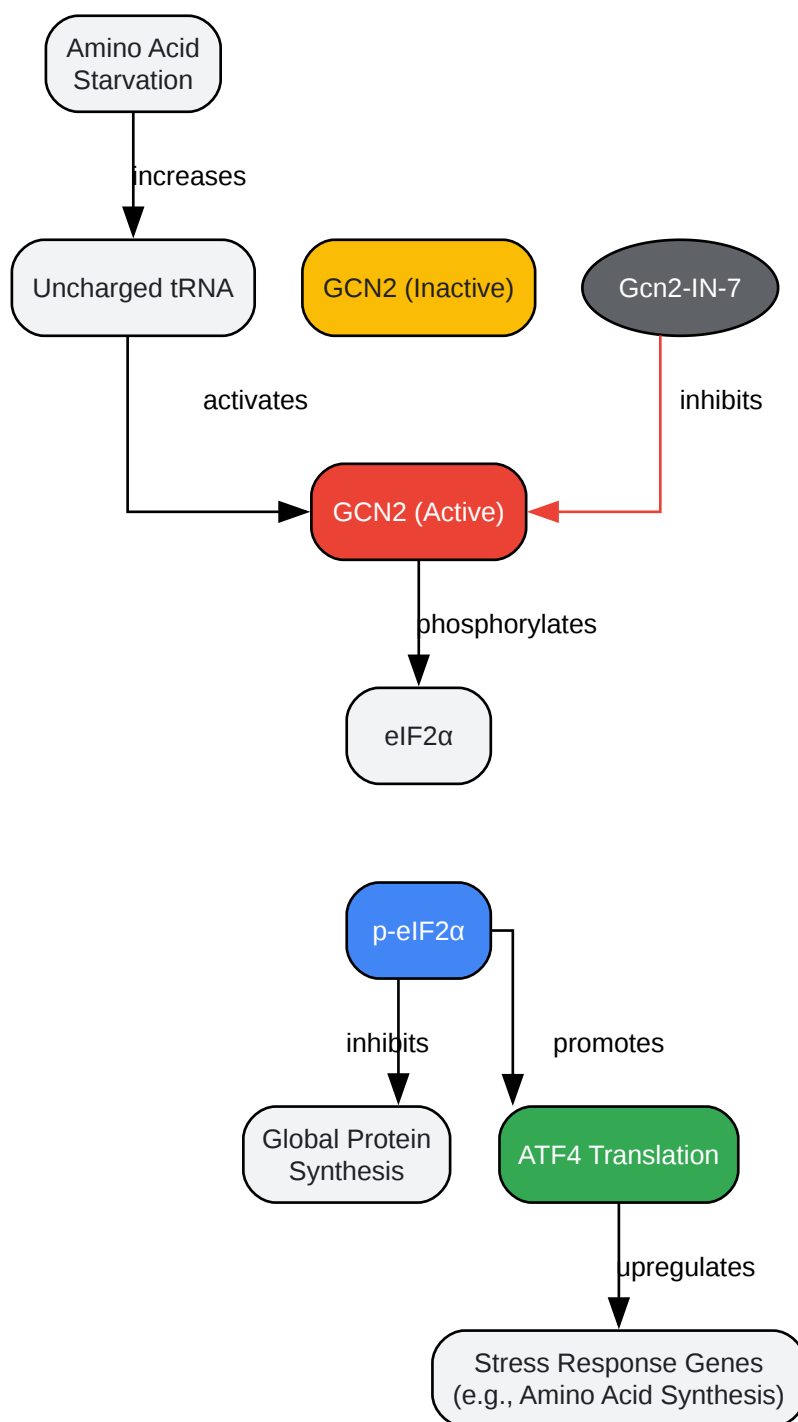 Amino Acid
Starvation
increases
Uncharged tRNA
GCN2 (Inactive)
Gcn2-IN-7
activates
inhibits
GCN2 (Active)
phosphorylates
eIF2α
p-eIF2α
inhibits
promotes
Global Protein
Synthesis
ATF4 Translation
upregulates
Stress Response Genes
(e.g., Amino Acid Synthesis)